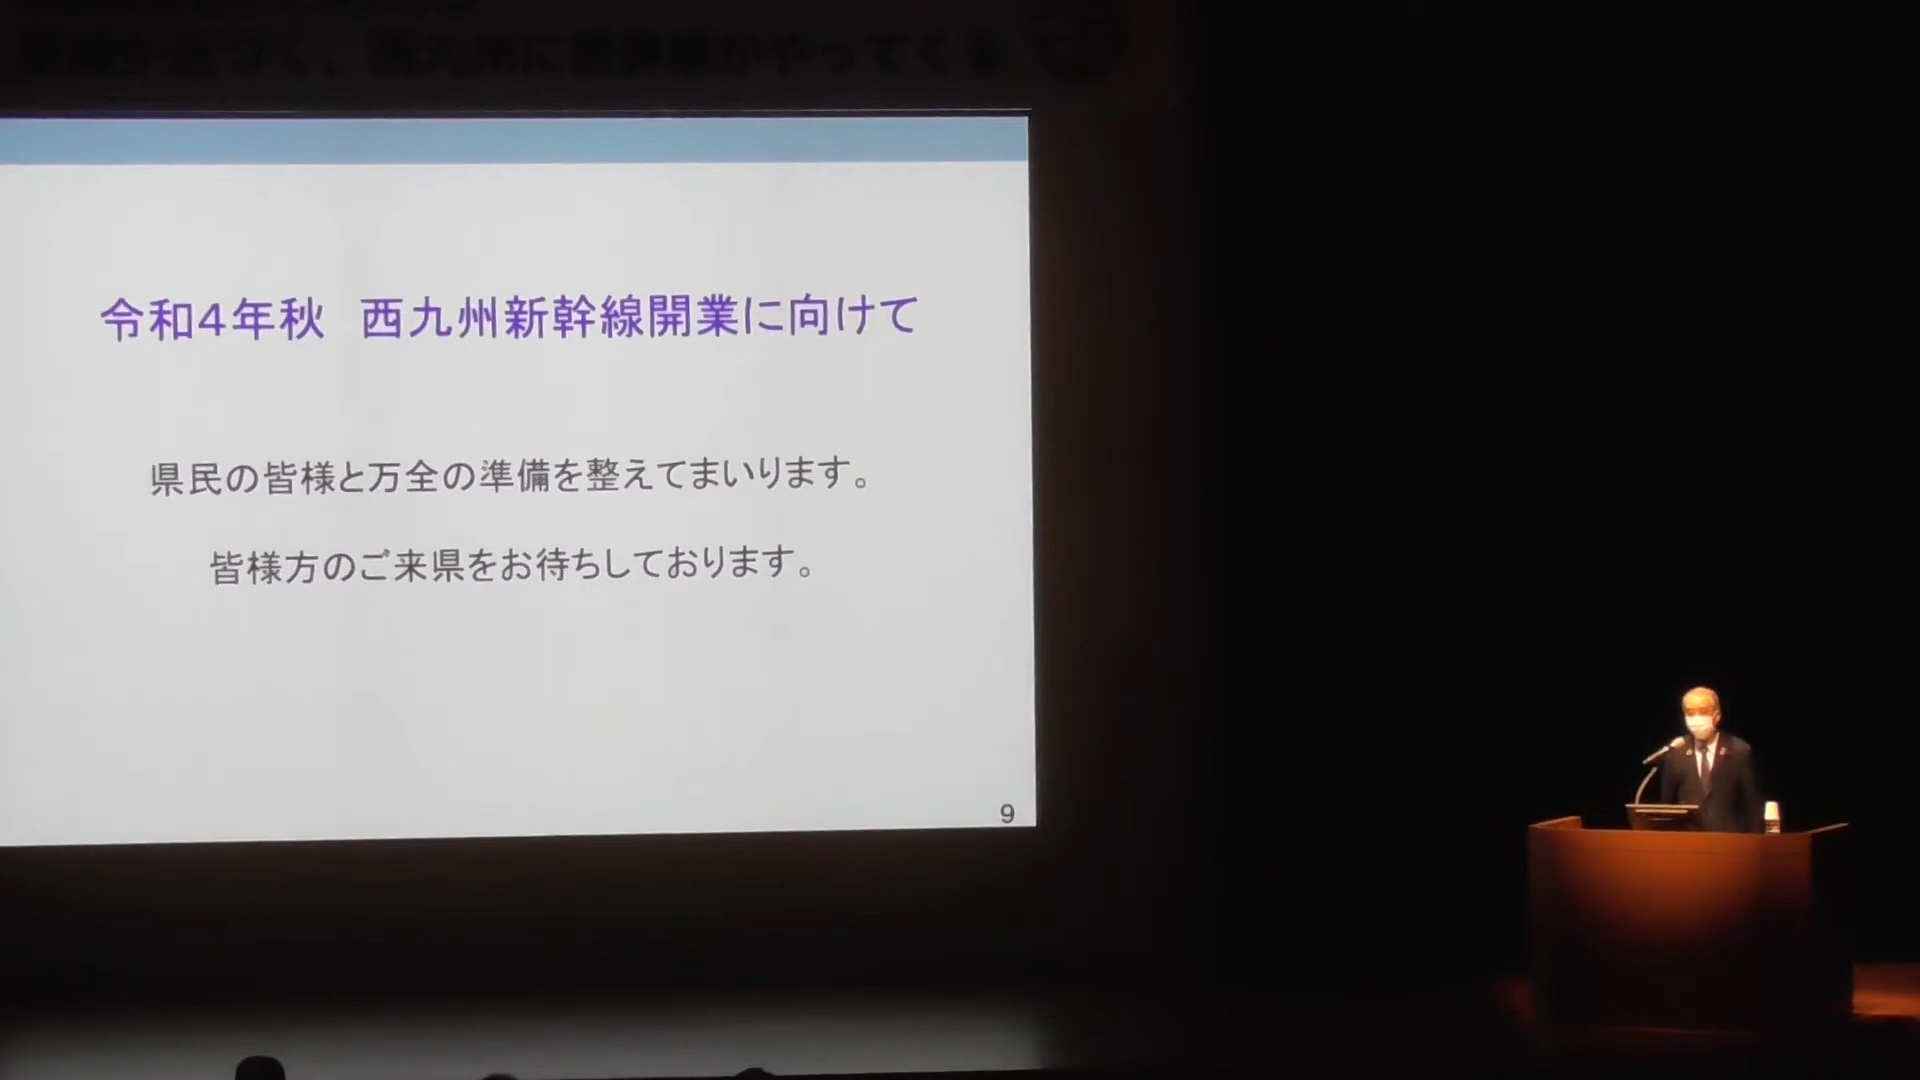 令和4年秋　西九州新幹線開業に向けて
県民の皆様と万全の準備を整えてまいります。
皆様方のご来県をお待ちしております。
9